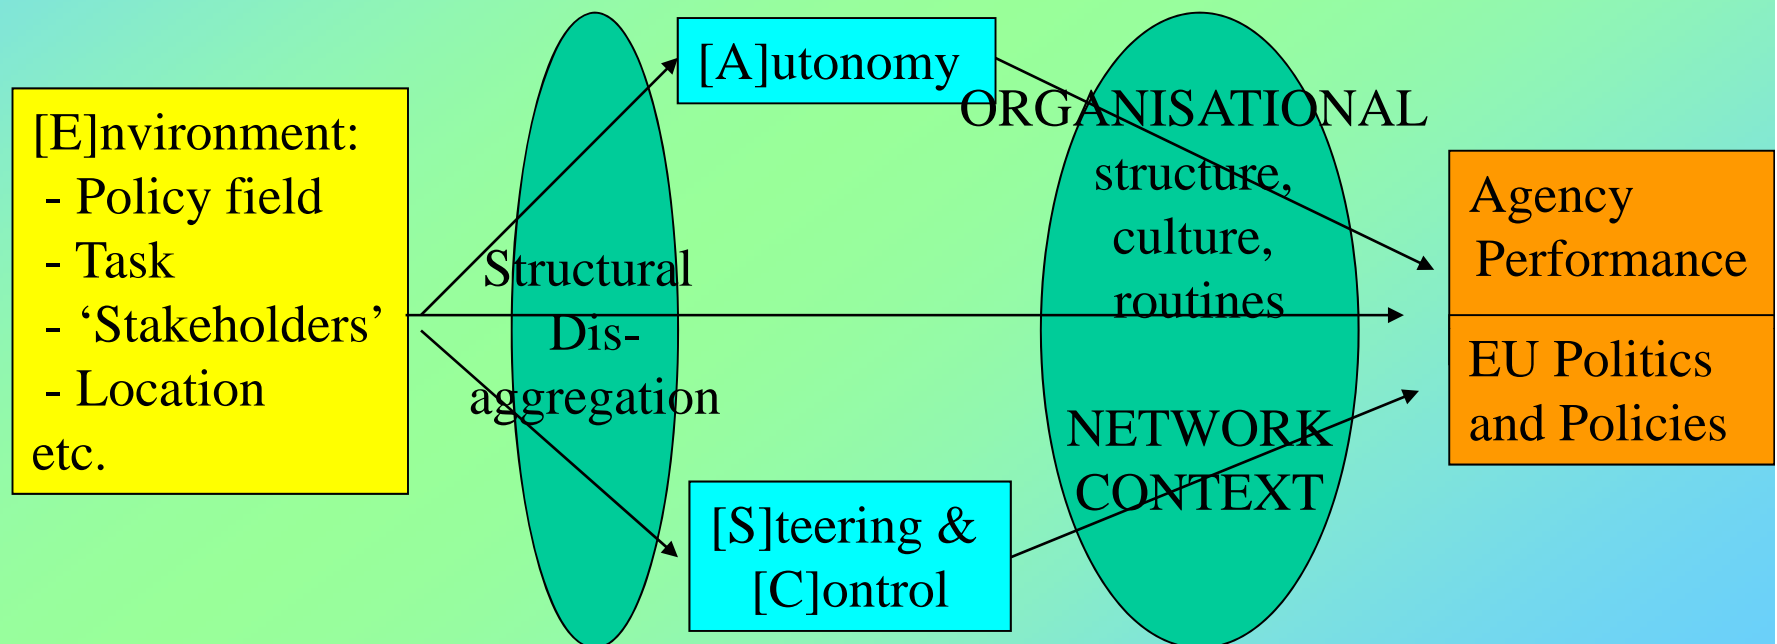 [E]nvironment:
- Policy field
- Task
- ‘Stakeholders’
- Location
etc.
Structural
Dis-
aggregation
[A]utonomy
[S]teering &
[C]ontrol
ORGANISATIONAL
structure,
culture,
routines
NETWORK
CONTEXT
Agency
Performance
EU Politics
and Policies